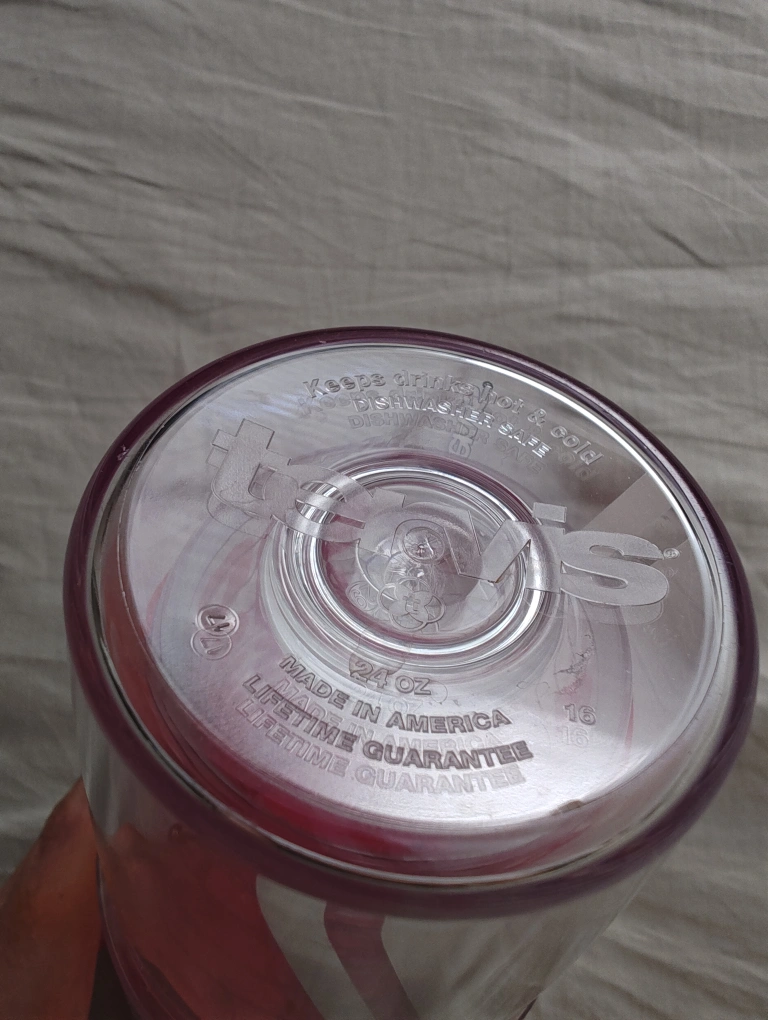 Keeps drinks hot & cold
DISHWASHER SAFE
tervis
24 OZ
MADE IN AMERICA
LIFETIME GUARANTEE
16